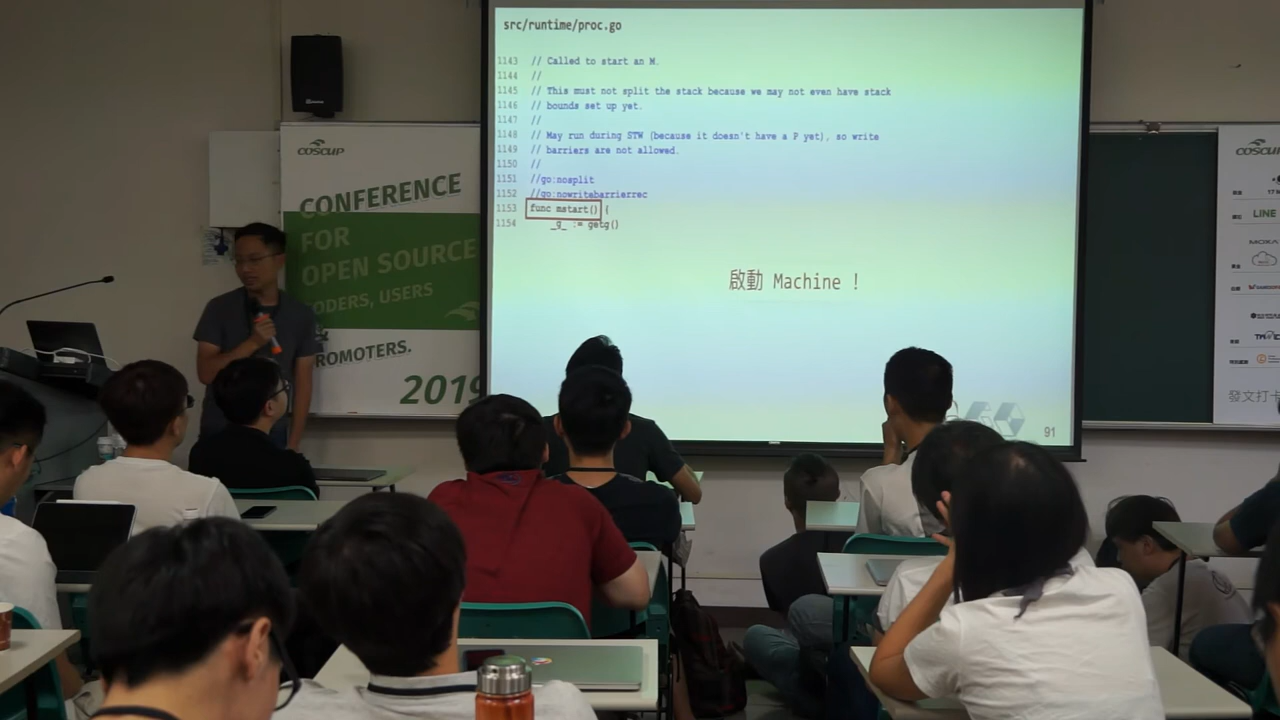 src/runtime/proc.go
1143 // Called to start an M.
1144 //
1145 // This must not split the stack because we may not even have stack
1146 // bounds set up yet.
1147 //
1148 // May run during STW (because it doesn't have a P yet), so write
1149 // barriers are not allowed.
1150 //
1151 //go:nosplit
1152 //go:nowritebarrierrec
1153 func mstart() {
1154 _g_ := getg()
啟動 Machine !
91
COSCUP
CONFERENCE
FOR
OPEN SOURCE
CODERS, USERS
ROMOTERS.
2019
COSCUP
LINE
MOXA
發文打卡